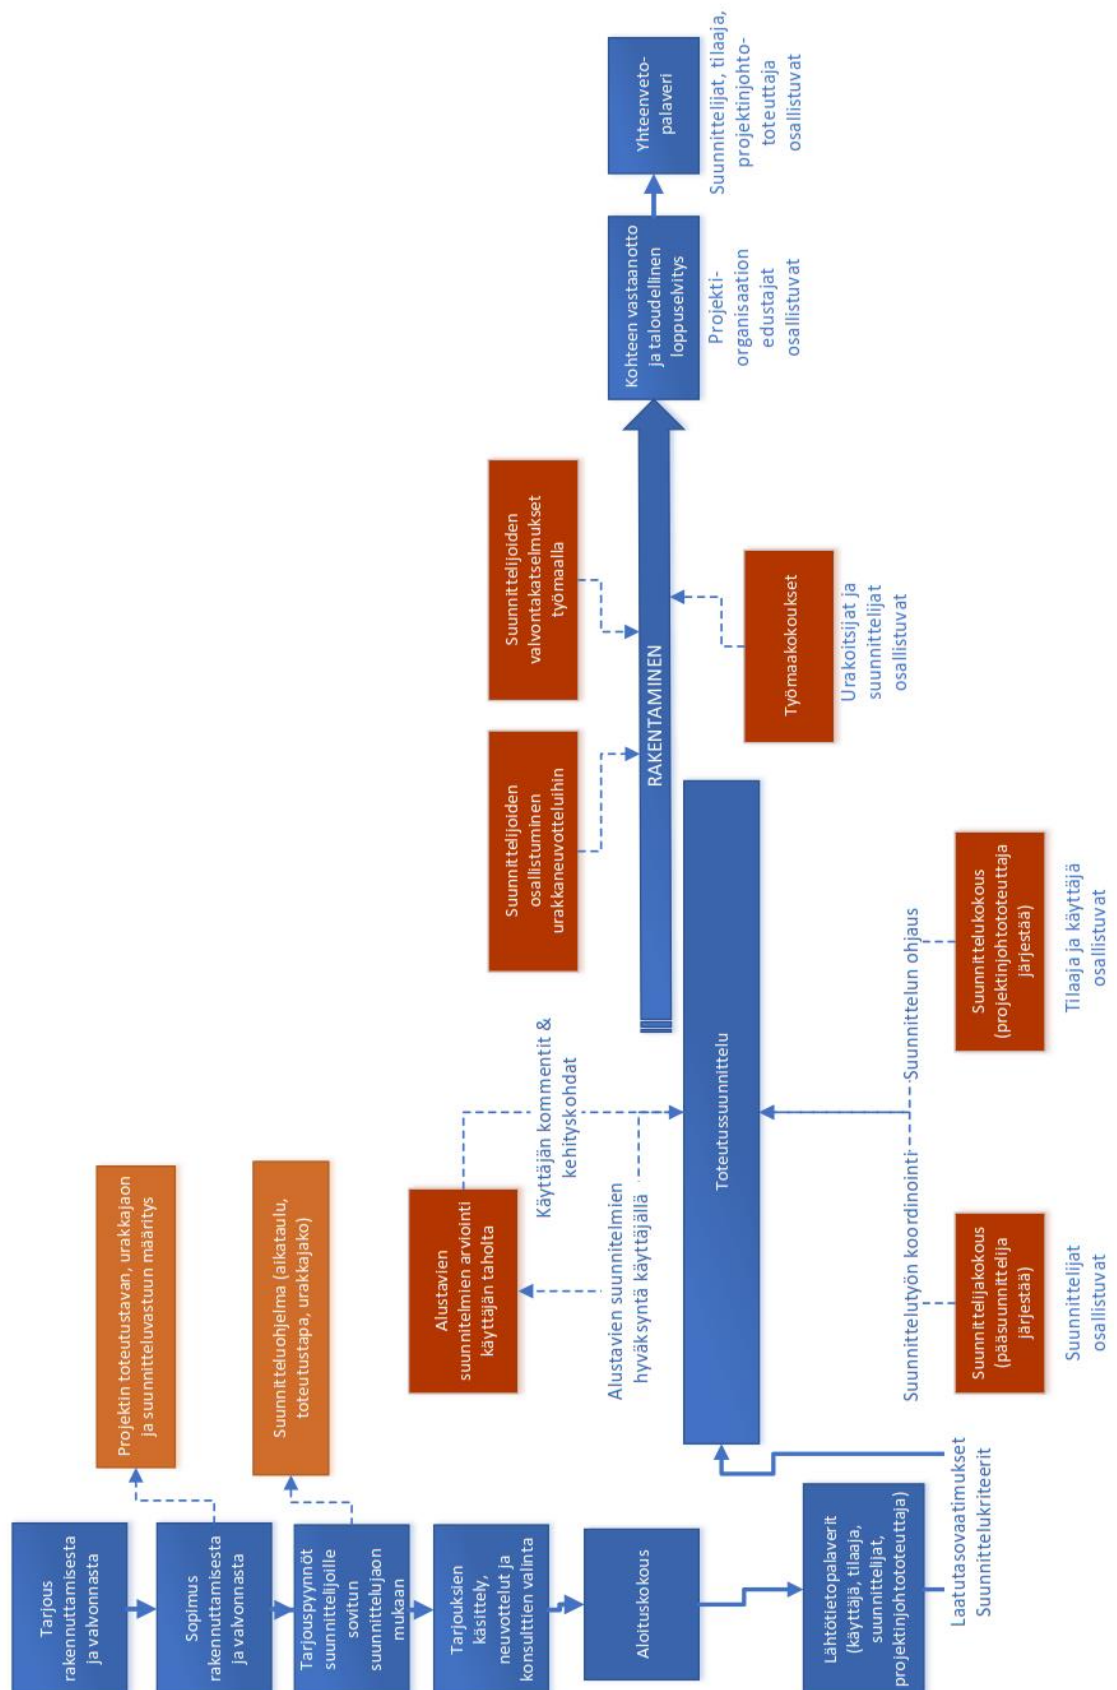 Tarjous
rakennuttamisesta
ja valvonnasta
Sopimus
rakennuttamisesta
ja valvonnasta
Projektin toteutustavan, urakkajaon
ja suunnitteluvastuun määritys
Tarjouspyynnöt
suunnittelijoille
sovitun
suunnittelujaon
mukaan
Suunnitteluohjelma (aikataulu,
toteutustapa, urakkajako)
Tarjouksien
käsittely,
neuvottelut ja
konsulttien valinta
Aloituskokous
Lähtötietopalaverit
(käyttäjä, tilaaja,
suunnittelijat,
projektinjohtototeuttaja)
Laatutasovaatimukset
Suunnittelukriteerit
Alustavien
suunnitelmien arviointi
käyttäjän taholta
Käyttäjän kommentit &
kehityskohdat
Alustavien suunnitelmien
hyväksyntä käyttäjällä
Toteutussuunnittelu
Suunnittelutyön koordinointi
Suunnittelun ohjaus
Suunnittelijakokous
(pääsuunnittelija
järjestää)
Suunnittelijat
osallistuvat
Suunnittelukokous
(projektinjohtototeuttaja
järjestää)
Tilaaja ja käyttäjä
osallistuvat
Suunnittelijoiden
osallistuminen
urakkaneuvotteluihin
Suunnittelijoiden
valvontakatselmukset
työmaalla
RAKENTAMINEN
Työmaakokoukset
Urakoitsijat ja
suunnittelijat
osallistuvat
Kohteen vastaanotto
ja taloudellinen
loppuselvitys
Projekti-
organisaation
edustajat
osallistuvat
Yhteenveto-
palaveri
Suunnittelijat, tilaaja,
projektinjohto-
toteuttaja
osallistuvat